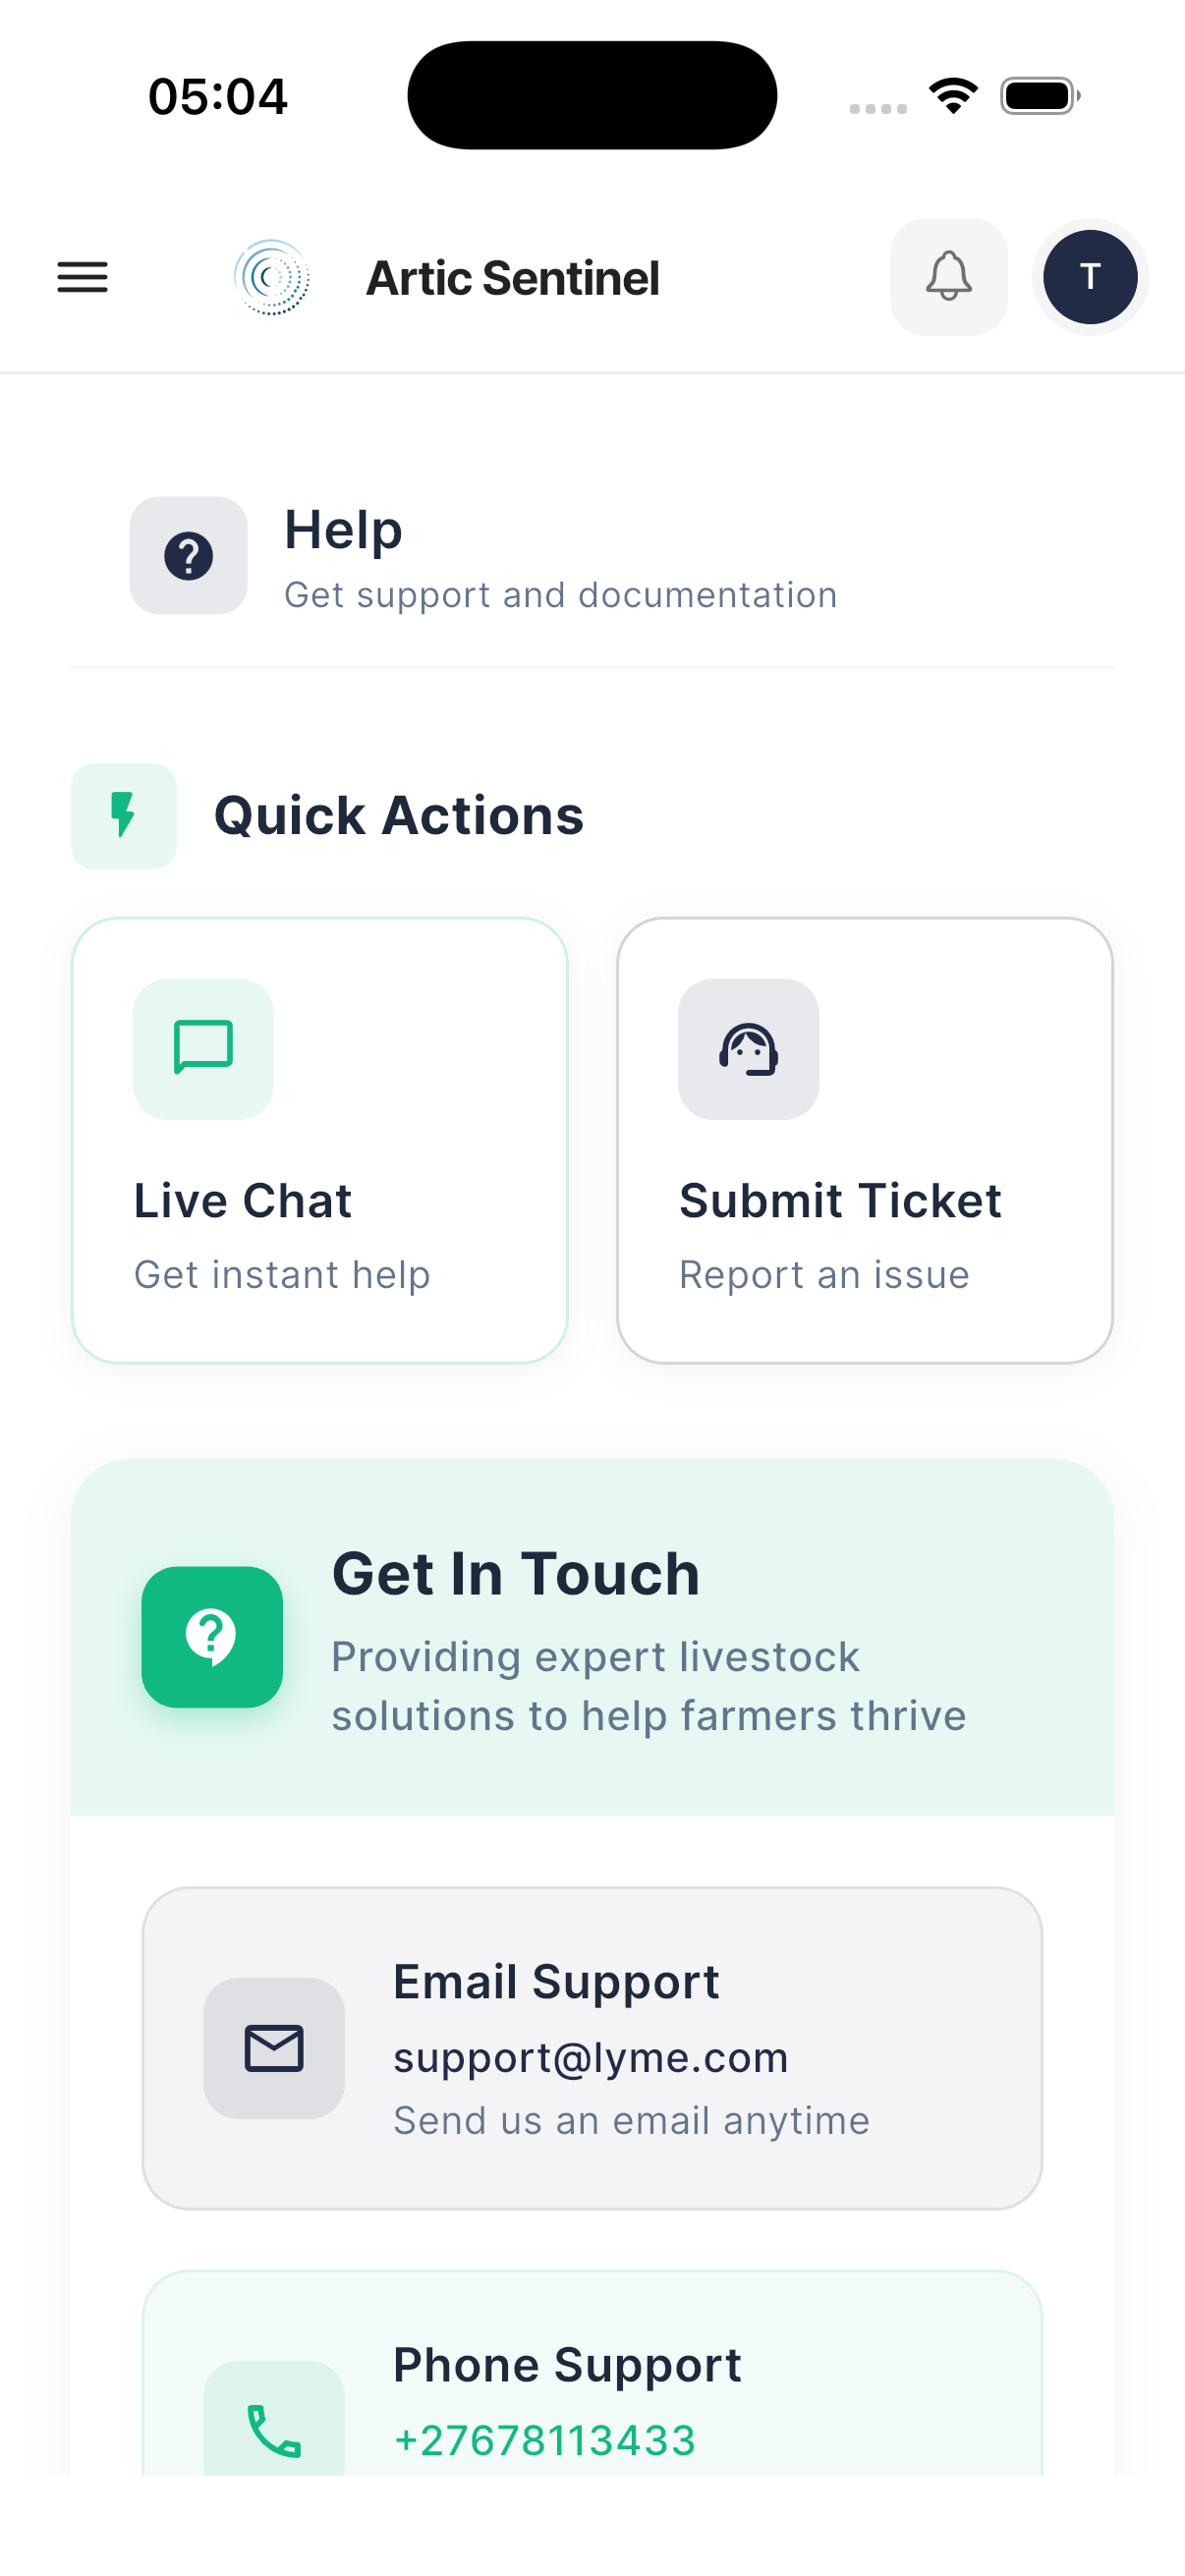 05:04
Artic Sentinel
T
Help
Get support and documentation
Quick Actions
Live Chat
Get instant help
Submit Ticket
Report an issue
Get In Touch
Providing expert livestock
solutions to help farmers thrive
Email Support
support@lyme.com
Send us an email anytime
Phone Support
+27678113433